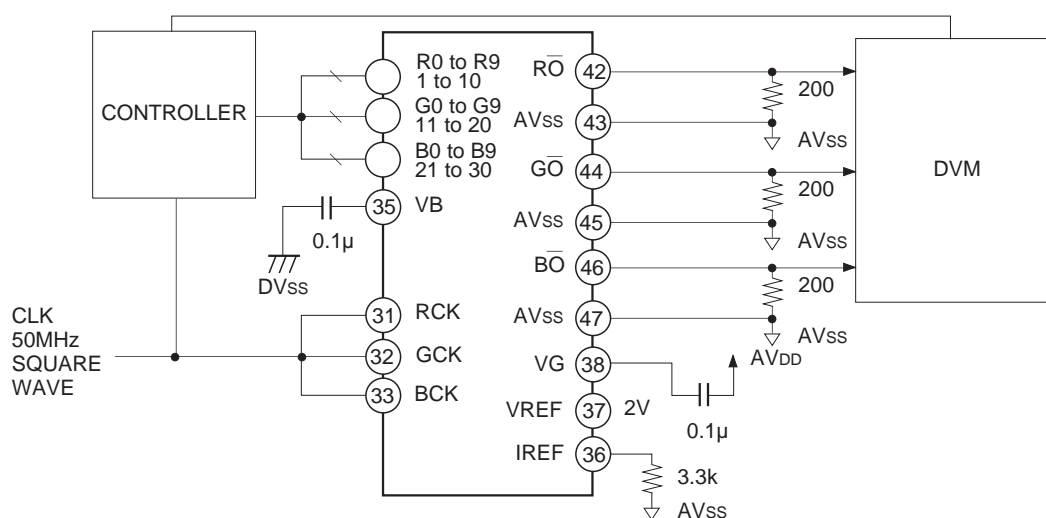 CONTROLLER
R0 to R9
1 to 10
G0 to G9
11 to 20
B0 to B9
21 to 30
35
VB
0.1μ
DVSS
CLK
50MHz
SQUARE
WAVE
31
RCK
32
GCK
33
BCK
RO
42
AVSS
43
GO
44
AVSS
45
BO
46
AVSS
47
VG
38
VREF
37
2V
IREF
36
200
AVSS
200
AVSS
200
AVSS
AVDD
0.1μ
3.3k
AVSS
DVM